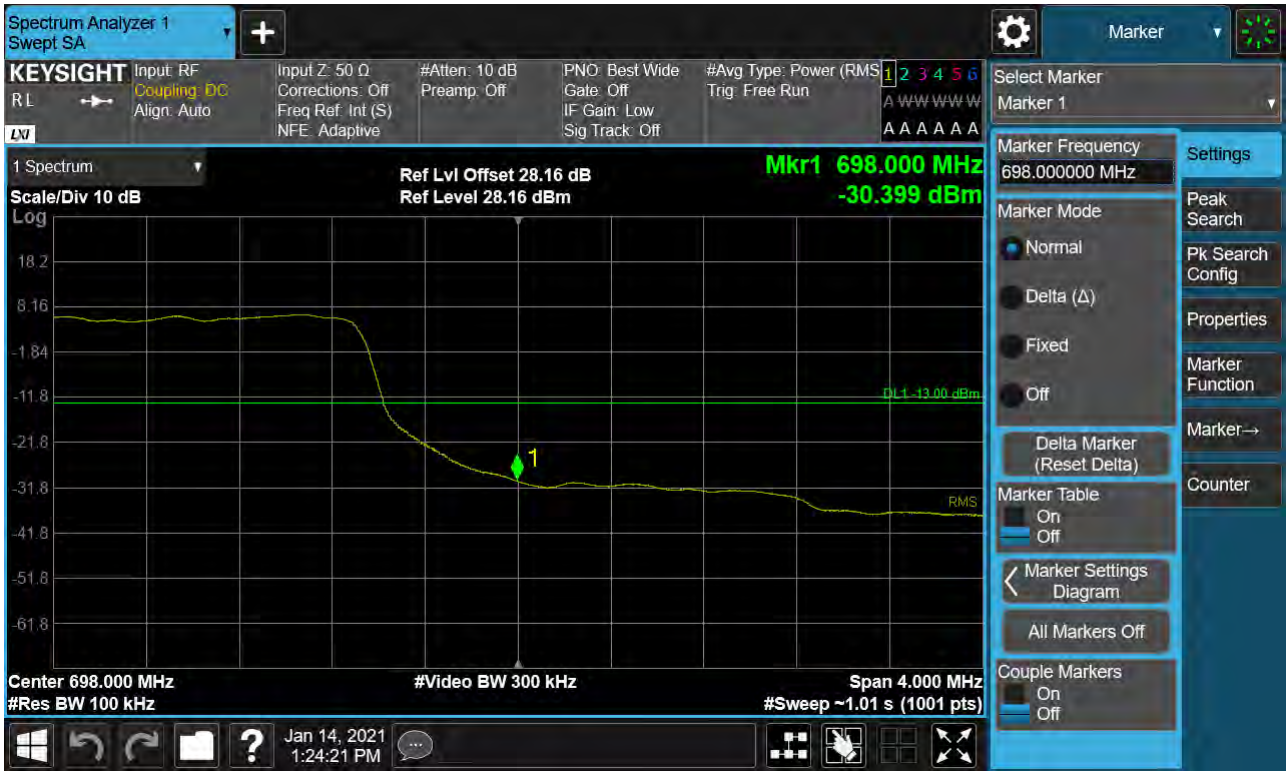 Spectrum Analyzer 1
Swept SA
Marker
KEYSIGHT
RL
LXI
Input: RF
Coupling: DC
Align: Auto
Input Z: 50 Ω
Corrections: Off
Freq Ref: Int (S)
NFE: Adaptive
#Atten: 10 dB
Preamp: Off
PNO: Best Wide
Gate: Off
IF Gain: Low
Sig Track: Off
#Avg Type: Power (RMS
Trig: Free Run
1 2 3 4 5 6
A W W W W W
A A A A A A
Select Marker
Marker 1
1 Spectrum
Scale/Div 10 dB
Log
Ref Lvl Offset 28.16 dB
Ref Level 28.16 dBm
Mkr1 698.000 MHz
-30.399 dBm
18.2
8.16
-1.84
-11.8
-21.8
-31.8
-41.8
-51.8
-61.8
DL1 -13.00 dBm
1
RMS
Center 698.000 MHz
#Res BW 100 kHz
#Video BW 300 kHz
Span 4.000 MHz
#Sweep ~1.01 s (1001 pts)
Marker Frequency
698.000000 MHz
Marker Mode
Normal
Delta (Δ)
Fixed
Off
Delta Marker
(Reset Delta)
Marker Table
On
Off
Marker Settings
Diagram
All Markers Off
Couple Markers
On
Off
Settings
Peak
Search
Pk Search
Config
Properties
Marker
Function
Marker→
Counter
?
Jan 14, 2021
1:24:21 PM